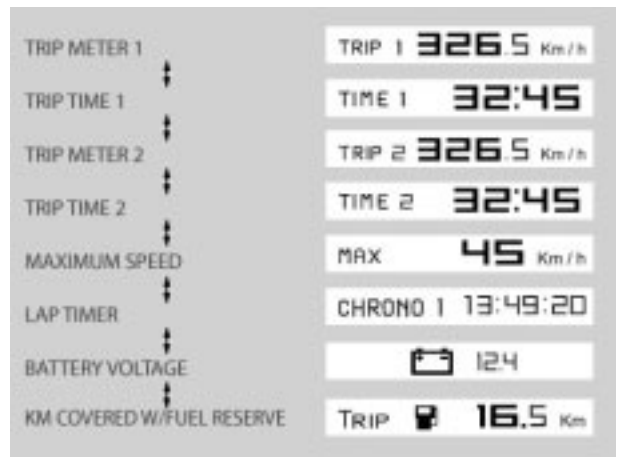 TRIP METER 1 TRIP 1 326.5 Km/h
TRIP TIME 1 TIME 1 32:45
TRIP METER 2 TRIP 2 326.5 Km/h
TRIP TIME 2 TIME 2 32:45
MAXIMUM SPEED MAX 45 Km/h
LAP TIMER CHRONO 1 13:49:20
BATTERY VOLTAGE 12.4
KM COVERED W/FUEL RESERVE TRIP 16.5 Km